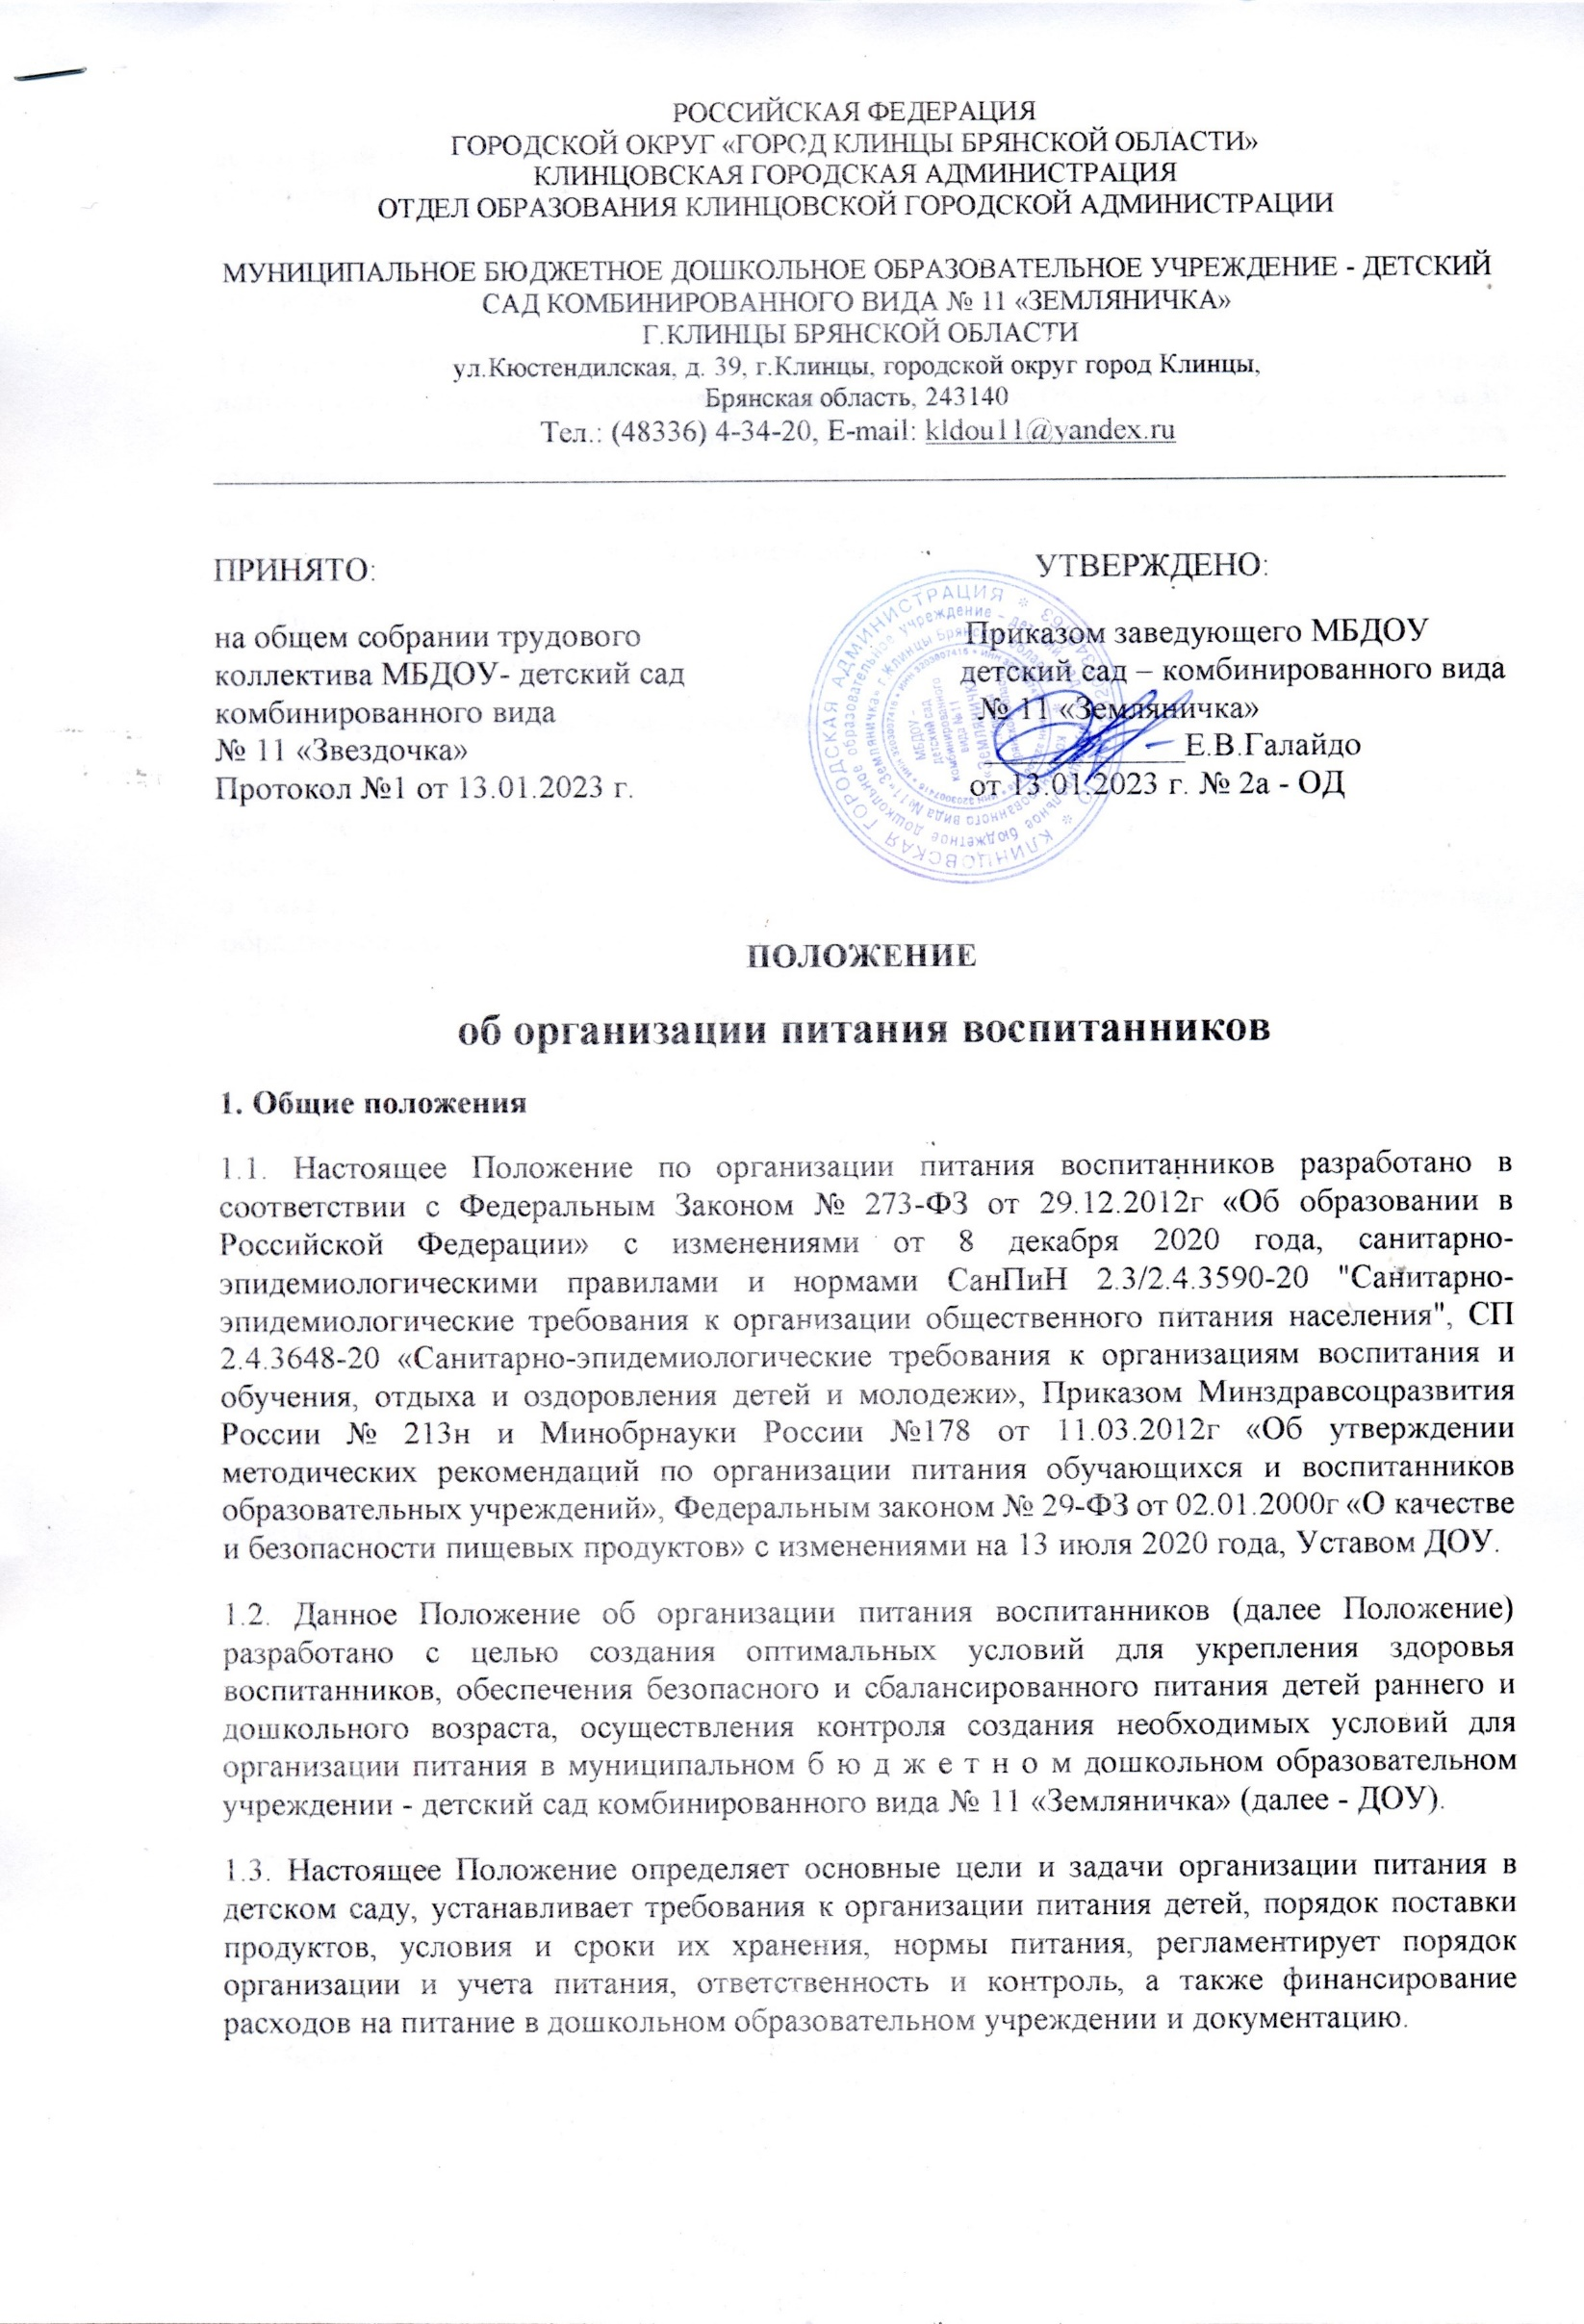 РОССИЙСКАЯ ФЕДЕРАЦИЯ
ГОРОДСКОЙ ОКРУГ «ГОРОД КЛИНЦЫ БРЯНСКОЙ ОБЛАСТИ»
КЛИНЦОВСКАЯ ГОРОДСКАЯ АДМИНИСТРАЦИЯ
ОТДЕЛ ОБРАЗОВАНИЯ КЛИНЦОВСКОЙ ГОРОДСКОЙ АДМИНИСТРАЦИИ
МУНИЦИПАЛЬНОЕ БЮДЖЕТНОЕ ДОШКОЛЬНОЕ ОБРАЗОВАТЕЛЬНОЕ УЧРЕЖДЕНИЕ - ДЕТСКИЙ
САД КОМБИНИРОВАННОГО ВИДА № 11 «ЗЕМЛЯНИЧКА»
Г.КЛИНЦЫ БРЯНСКОЙ ОБЛАСТИ
ул.Кюстендилская, д. 39, г.Клинцы, городской округ город Клинцы,
Брянская область, 243140
Тел.: (48336) 4-34-20, E-mail: kldou11@yandex.ru
ПРИНЯТО:
на общем собрании трудового
коллектива МБДОУ- детский сад
комбинированного вида
№ 11 «Звездочка»
Протокол №1 от 13.01.2023 г.
УТВЕРЖДЕНО:
Приказом заведующего МБДОУ
детский сад – комбинированного вида
№ 11 «Земляничка»
Е.В.Галайдо
от 13.01.2023 г. № 2а - ОД
КЛИНЦОВСКАЯ ГОРОДСКАЯ АДМИНИСТРАЦИЯ
МБДОУ -
детский сад
комбинированного
вида № 11
«Земляничка»
ПОЛОЖЕНИЕ
об организации питания воспитанников
1. Общие положения
1.1. Настоящее Положение по организации питания воспитанников разработано в
соответствии с Федеральным Законом № 273-ФЗ от 29.12.2012г «Об образовании в
Российской Федерации» с изменениями от 8 декабря 2020 года, санитарно-
эпидемиологическими правилами и нормами СанПиН 2.3/2.4.3590-20 "Санитарно-
эпидемиологические требования к организации общественного питания населения", СП
2.4.3648-20 «Санитарно-эпидемиологические требования к организациям воспитания и
обучения, отдыха и оздоровления детей и молодежи», Приказом Минздравсоцразвития
России № 213н и Минобрнауки России №178 от 11.03.2012г «Об утверждении
методических рекомендаций по организации питания обучающихся и воспитанников
образовательных учреждений», Федеральным законом № 29-ФЗ от 02.01.2000г «О качестве
и безопасности пищевых продуктов» с изменениями на 13 июля 2020 года, Уставом ДОУ.
1.2. Данное Положение об организации питания воспитанников (далее Положение)
разработано с целью создания оптимальных условий для укрепления здоровья
воспитанников, обеспечения безопасного и сбалансированного питания детей раннего и
дошкольного возраста, осуществления контроля создания необходимых условий для
организации питания в муниципальном б ю д ж е т н о м дошкольном образовательном
учреждении - детский сад комбинированного вида № 11 «Земляничка» (далее - ДОУ).
1.3. Настоящее Положение определяет основные цели и задачи организации питания в
детском саду, устанавливает требования к организации питания детей, порядок поставки
продуктов, условия и сроки их хранения, нормы питания, регламентирует порядок
организации и учета питания, ответственность и контроль, а также финансирование
расходов на питание в дошкольном образовательном учреждении и документацию.